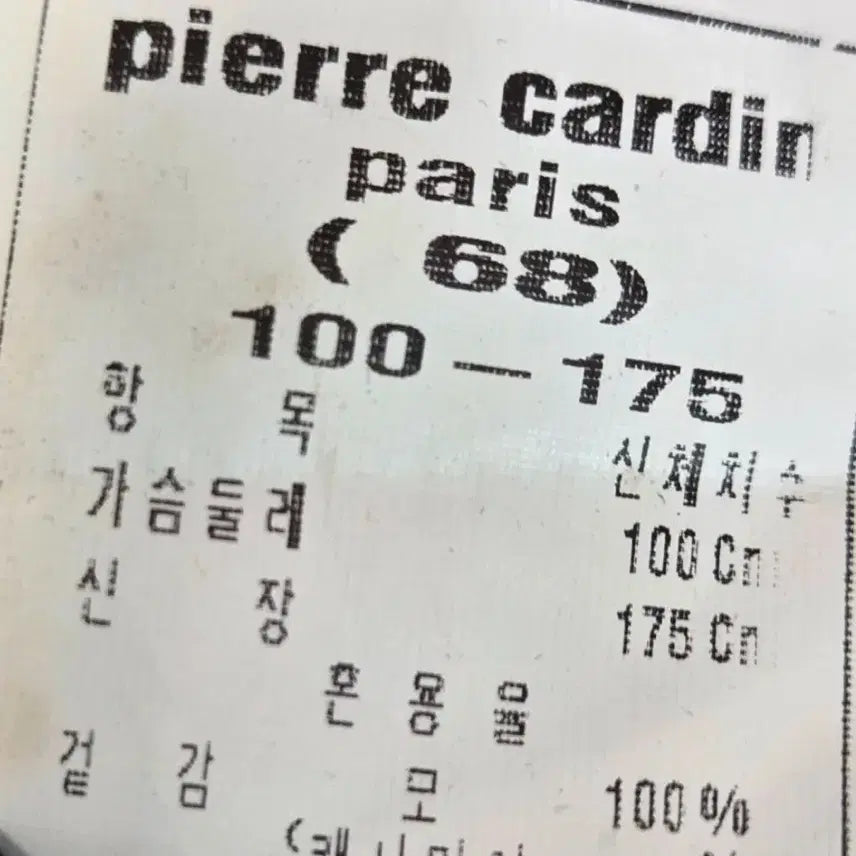 pierre cardin
paris
( 68)
100 — 175
항 목 신체치수
가슴둘레 100 Cm
신 장 175 Cm
혼 용 율
겉 감 모 100 %